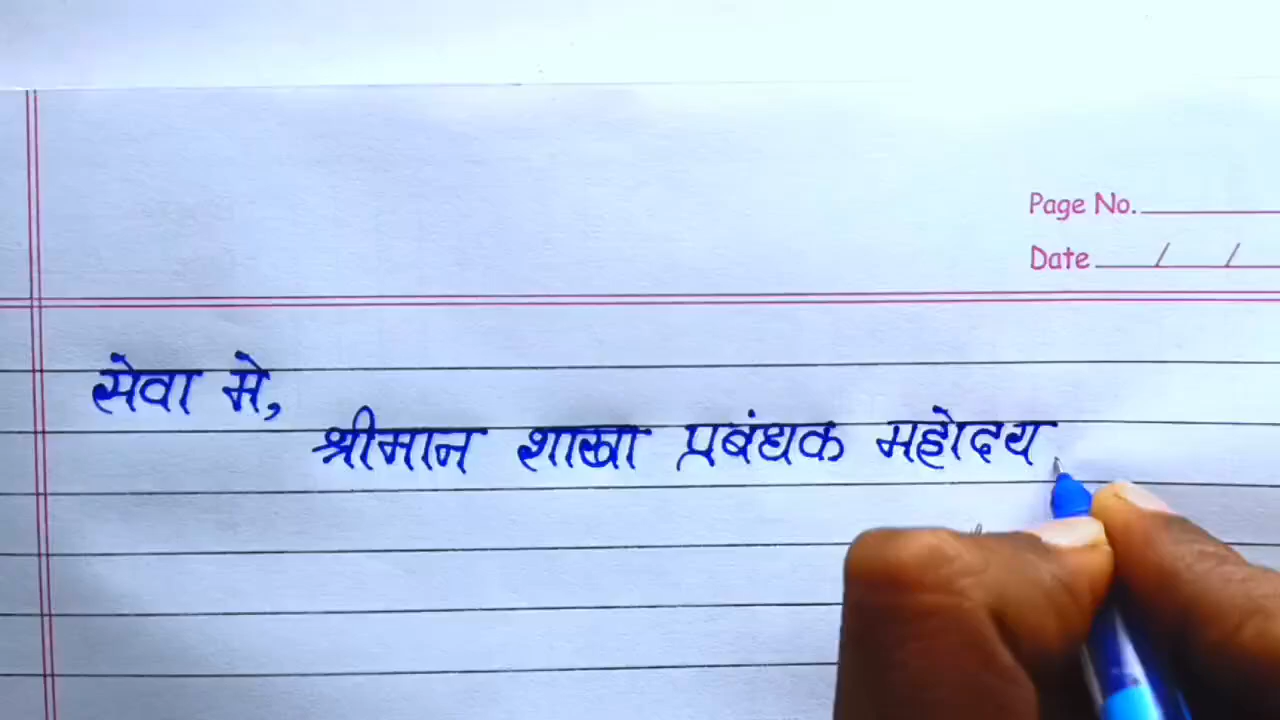 Page No.
Date / /
सेवा मे,
श्रीमान शाखा प्रबंधक महोदय